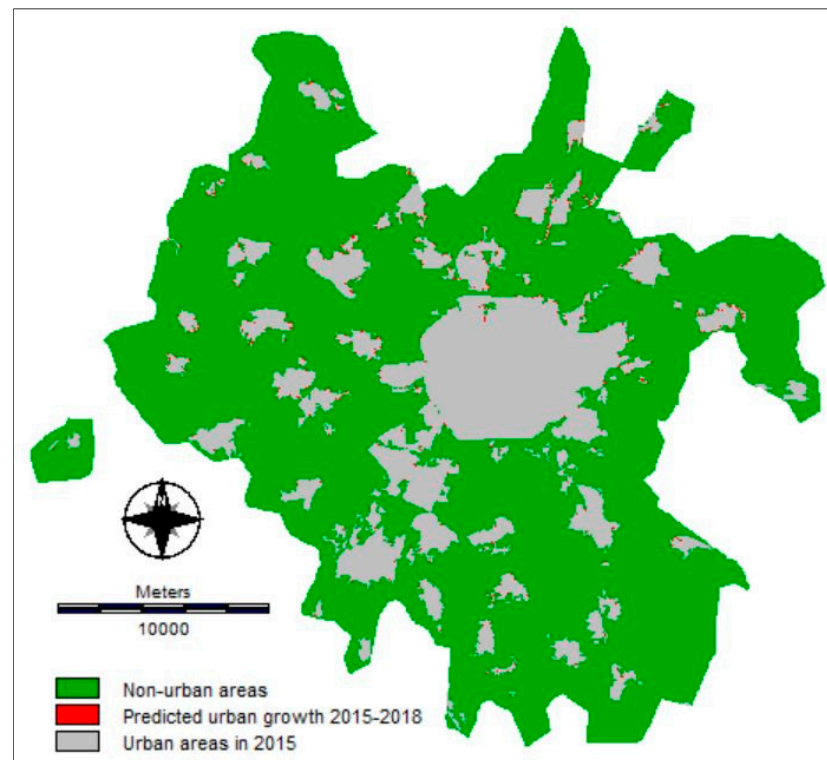 N
Meters
10000
Non-urban areas
Predicted urban growth 2015-2018
Urban areas in 2015